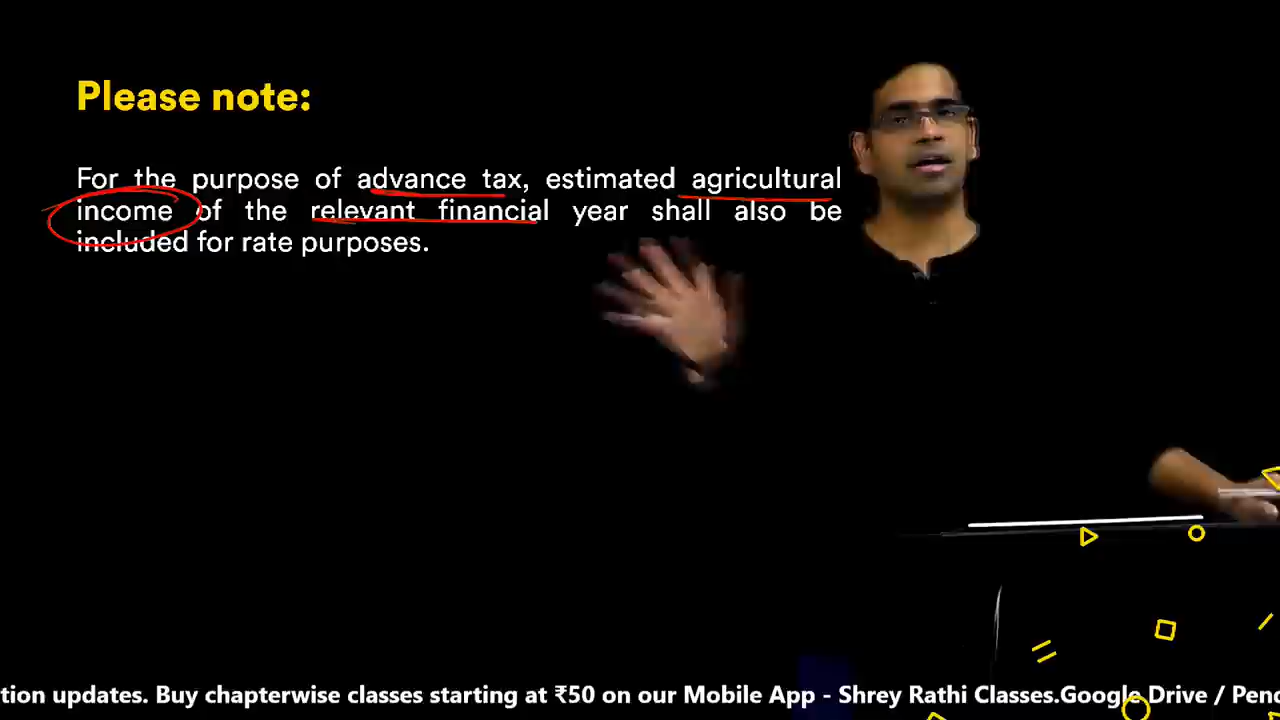 Please note:
For the purpose of advance tax, estimated agricultural
income of the relevant financial year shall also be
included for rate purposes.
tion updates. Buy chapterwise classes starting at ₹50 on our Mobile App - Shrey Rathi Classes.Google Drive / Pen